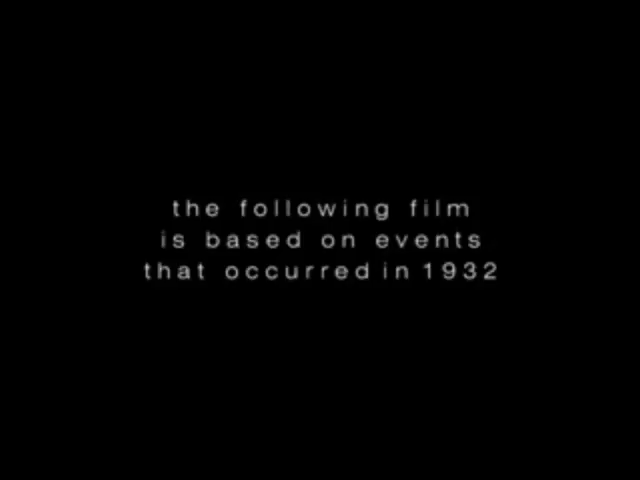 the following film
is based on events
that occurred in 1932